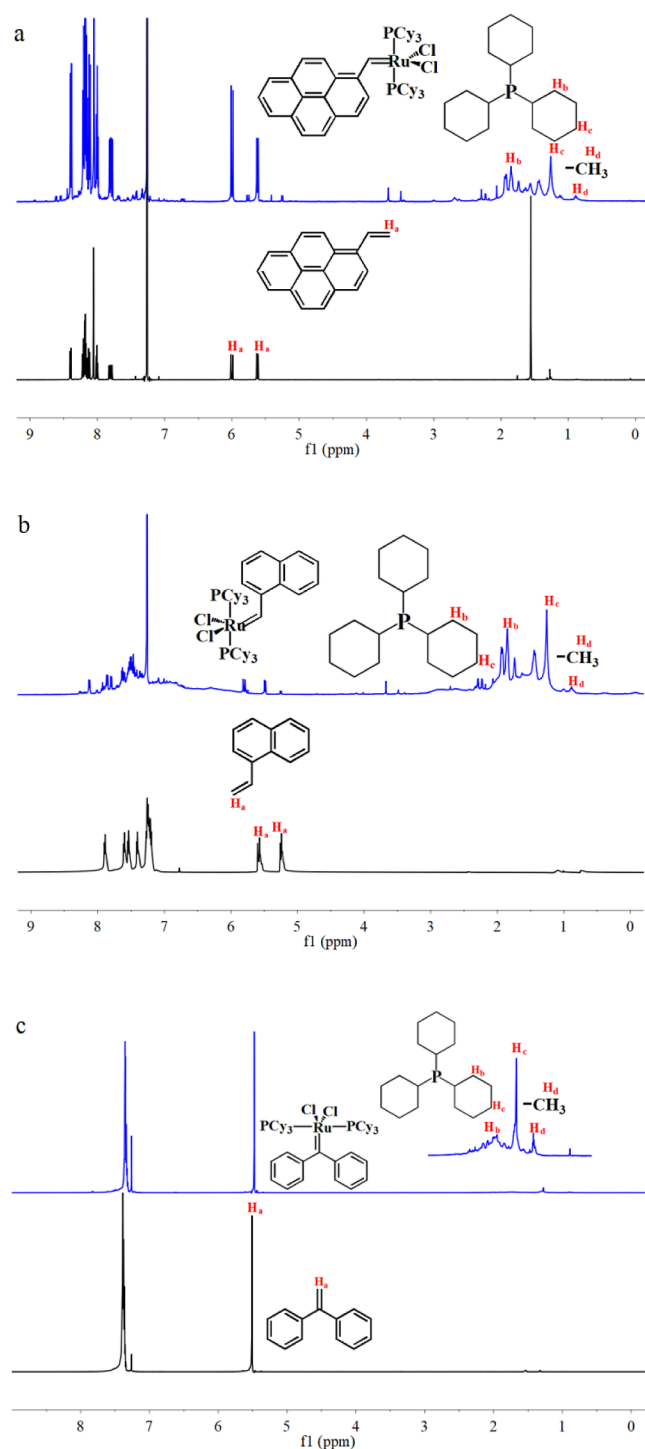 a
PCy3
Cl
Ru
Cl
PCy3
P
Hb
Hc
Hb
Hc
Hd
-CH3
Hd
Ha
Ha
Ha
9 8 7 6 5 4 3 2 1 0
f1 (ppm)
b
PCy3
Cl
Cl
Ru
PCy3
P
Hb
Hc
Hb
Hc
Hd
-CH3
Hd
Ha
Ha
Ha
9 8 7 6 5 4 3 2 1 0
f1 (ppm)
c
P
Hb
Hc
Hc
Hd
-CH3
Hb
Hd
Cl Cl
PCy3 Ru PCy3
Ha
Ha
8 7 6 5 4 3 2 1 0
f1 (ppm)